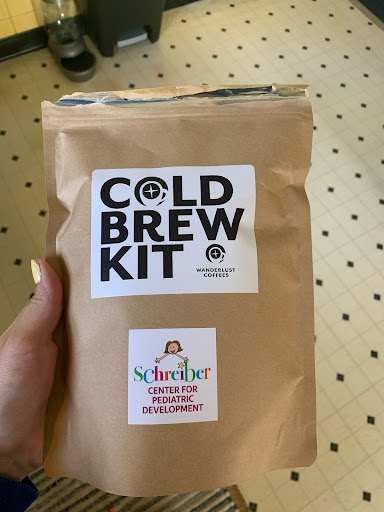 COLD
BREW
KIT
WANDERLUST
COFFEES
Schreiber
CENTER FOR
PEDIATRIC
DEVELOPMENT